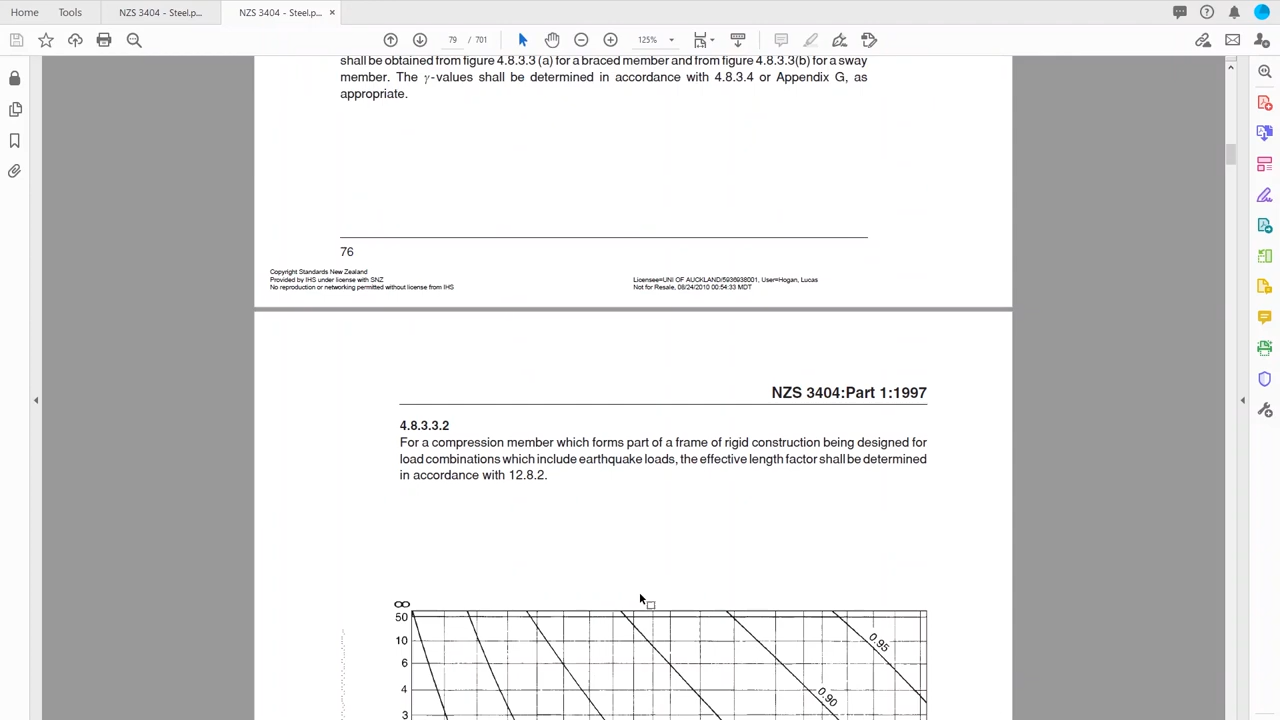 Home
Tools
NZS 3404 - Steel.p...
NZS 3404 - Steel.p... ×
79 / 701
125%
shall be obtained from figure 4.8.3.3 (a) for a braced member and from figure 4.8.3.3(b) for a sway
member. The γ-values shall be determined in accordance with 4.8.3.4 or Appendix G, as
appropriate.
76
Copyright Standards New Zealand
Provided by IHS under license with SNZ
No reproduction or networking permitted without license from IHS
Licensee=UNI OF AUCKLAND/5936938001, User=Hogan, Lucas
Not for Resale, 08/24/2010 00:54:33 MDT
NZS 3404:Part 1:1997
4.8.3.3.2
For a compression member which forms part of a frame of rigid construction being designed for
load combinations which include earthquake loads, the effective length factor shall be determined
in accordance with 12.8.2.
∞
50
10
6
4
3
0.95
0.90